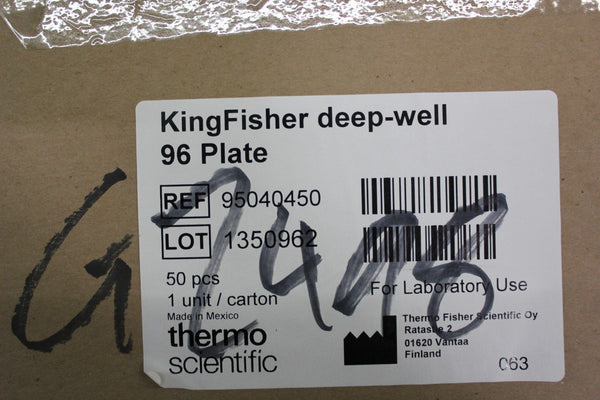 KingFisher deep-well
96 Plate
REF 95040450
LOT 1350962
50 pcs
1 unit / carton
For Laboratory Use
Made in Mexico
thermo
scientific
Thermo Fisher Scientific Oy
Ratastie 2
01620 Vantaa
Finland
063